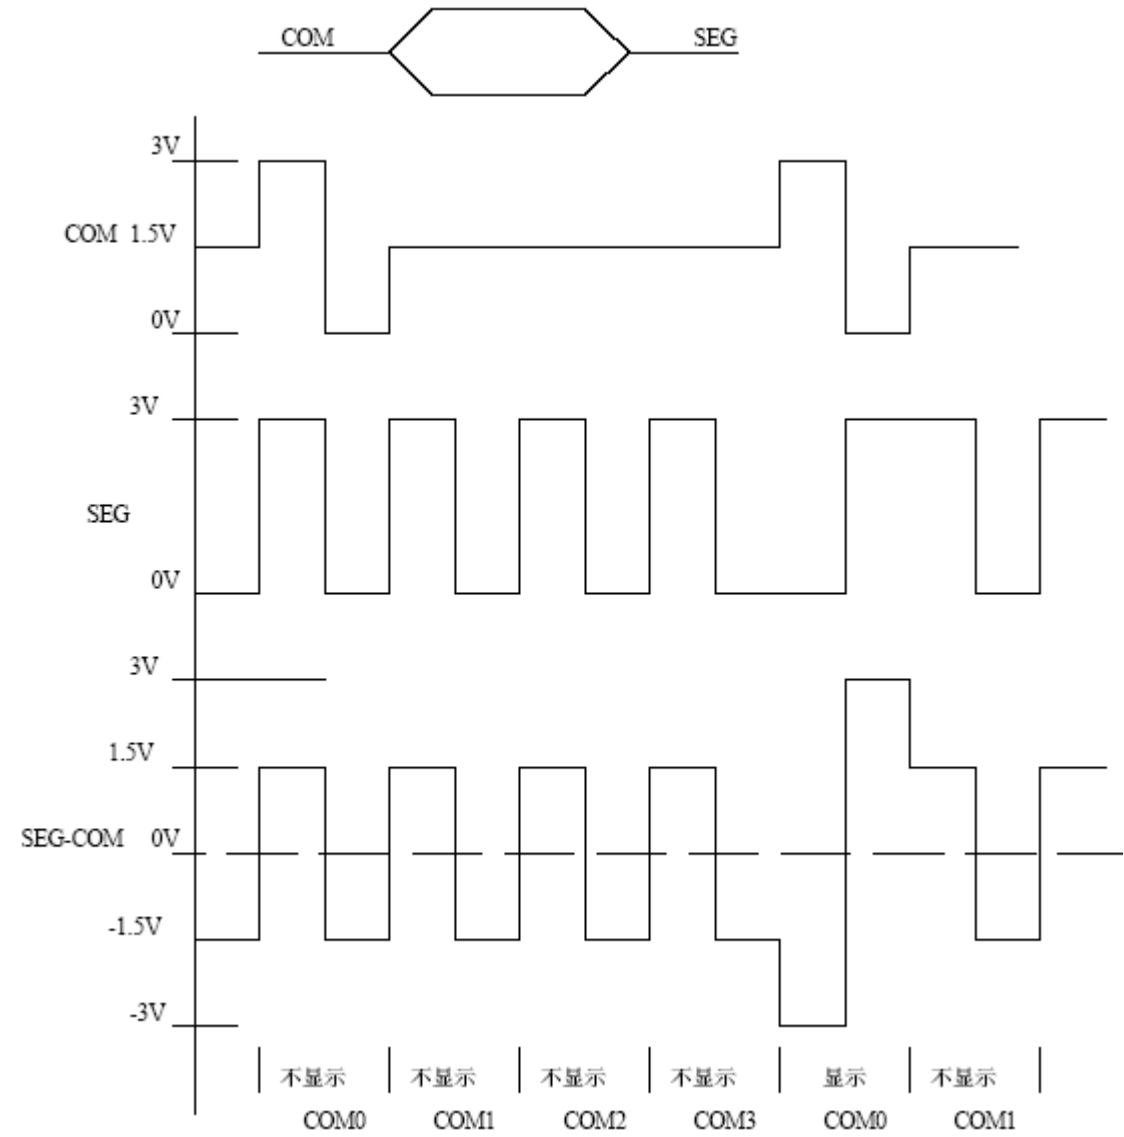 COM SEG
3V
COM 1.5V
0V
3V
SEG
0V
3V
1.5V
SEG-COM 0V
-1.5V
-3V
不显示 不显示 不显示 不显示 显示 不显示
COM0 COM1 COM2 COM3 COM0 COM1